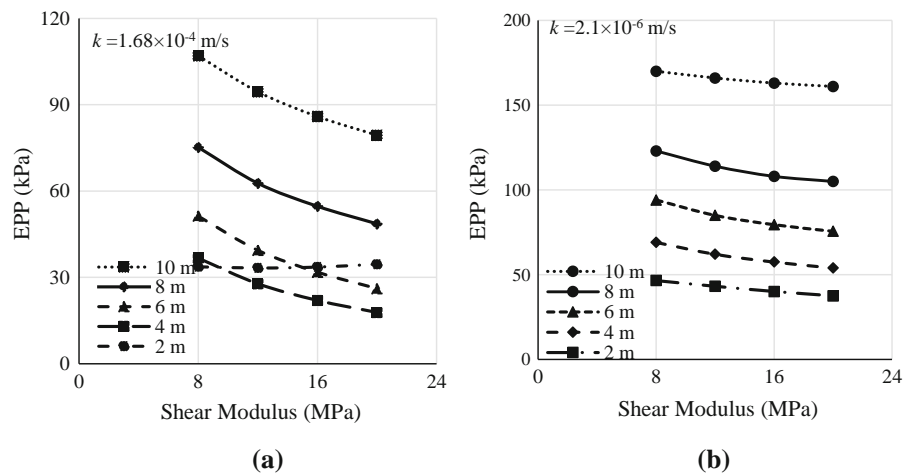 120
90
60
30
0
EPP (kPa)
k =1.68×10⁻⁴ m/s
10 m
8 m
6 m
4 m
2 m
0 8 16 24
Shear Modulus (MPa)
(a)
200
150
100
50
0
EPP (kPa)
k=2.1×10⁻⁶ m/s
10 m
8 m
6 m
4 m
2 m
0 8 16 24
Shear Modulus (MPa)
(b)